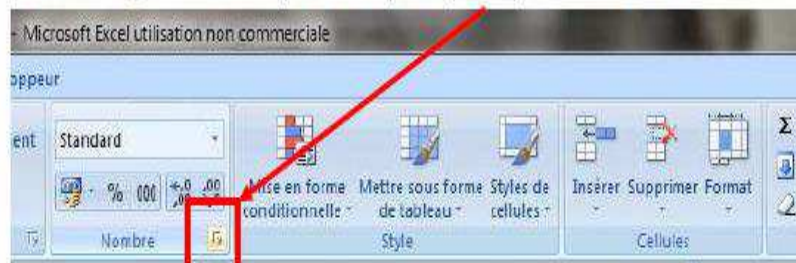 - Microsoft Excel utilisation non commerciale
oppeur
ent Standard
% 000 ,00 Mise en forme Mettre sous forme Styles de Insérer Supprimer Format Σ
conditionnelle de tableau cellules
Nombre Style Cellules